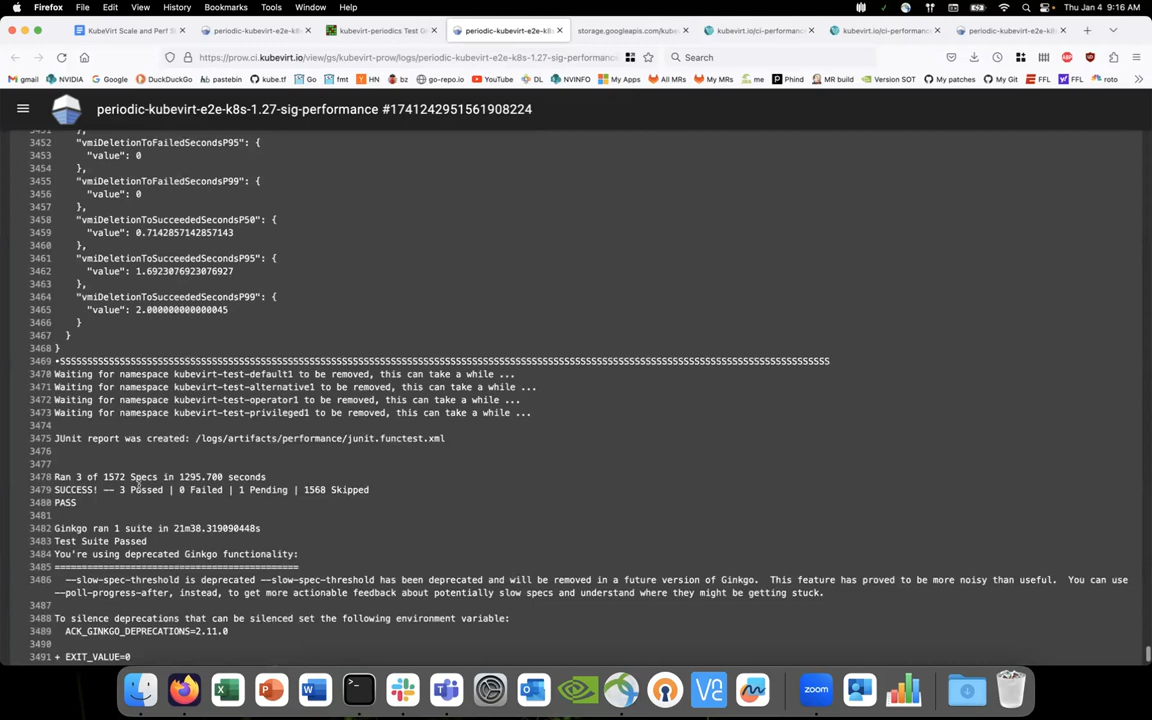 Firefox File Edit View History Bookmarks Tools Window Help Thu Jan 4 9:16 AM
KubeVirt Scale and Perf S periodic-kubevirt-e2e-k8s kubevirt-periodics Test G periodic-kubevirt-e2e-k8s storage.googleapis.com/kube kubevirt.io/ci-performance kubevirt.io/ci-performance periodic-kubevirt-e2e-k8s
https://prow.ci.kubevirt.io/view/gs/kubevirt-prow/logs/periodic-kubevirt-e2e-k8s-1.27-sig-performance Search
gmail NVIDIA Google DuckDuckGo pastebin kube.tf fmt HN bz go-repo.io YouTube DL NVINFO My Apps All MRs My MRs me Phind MR build Version SOT My patches My Git FFL FFL
periodic-kubevirt-e2e-k8s-1.27-sig-performance #1741242951561908224
3451 },
3452 "vmiDeletionToFailedSecondsP95": {
3453 "value": 0
3454 },
3455 "vmiDeletionToFailedSecondsP99": {
3456 "value": 0
3457 },
3458 "vmiDeletionToSucceededSecondsP50": {
3459 "value": 0.7142857142857143
3460 },
3461 "vmiDeletionToSucceededSecondsP95": {
3462 "value": 1.6923076923076927
3463 },
3464 "vmiDeletionToSucceededSecondsP99": {
3465 "value": 2.000000000000045
3466 }
3467 }
3468 }
3469
3470 Waiting for namespace kubevirt-test-default1 to be removed, this can take a while ...
3471 Waiting for namespace kubevirt-test-alternative1 to be removed, this can take a while ...
3472 Waiting for namespace kubevirt-test-operator1 to be removed, this can take a while ...
3473 Waiting for namespace kubevirt-test-privileged1 to be removed, this can take a while ...
3474
3475 JUnit report was created: /logs/artifacts/performance/junit.functest.xml
3476
3477
3478 Ran 3 of 1572 Specs in 1295.700 seconds
3479 SUCCESS! -- 3 Passed | 0 Failed | 1 Pending | 1568 Skipped
3480 PASS
3481
3482 Ginkgo ran 1 suite in 21m38.319090448s
3483 Test Suite Passed
3484 You're using deprecated Ginkgo functionality:
3485 =============================================
3486 --slow-spec-threshold is deprecated --slow-spec-threshold has been deprecated and will be removed in a future version of Ginkgo. This feature has proved to be more noisy than useful. You can use
--poll-progress-after, instead, to get more actionable feedback about potentially slow specs and understand where they might be getting stuck.
3487
3488 To silence deprecations that can be silenced set the following environment variable:
3489 ACK_GINKGO_DEPRECATIONS=2.11.0
3490
3491 + EXIT_VALUE=0
zoom